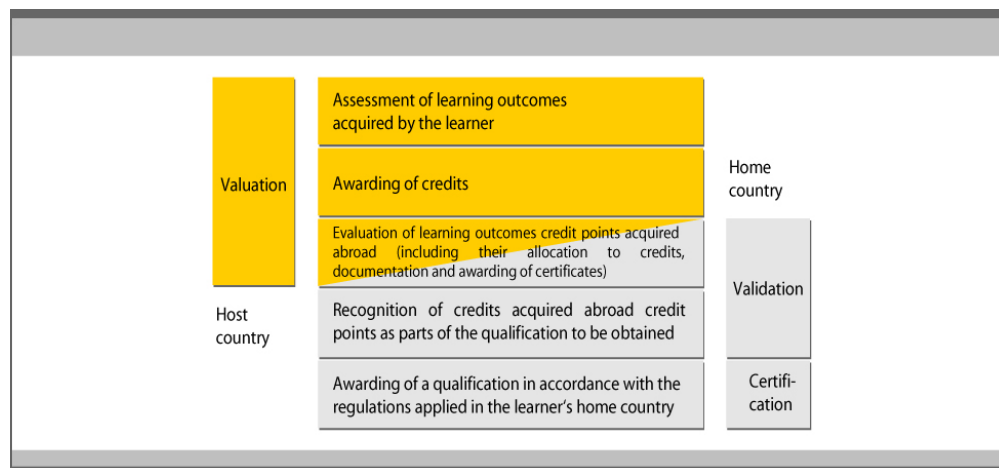 Valuation
Host
country
Assessment of learning outcomes
acquired by the learner
Awarding of credits
Evaluation of learning outcomes credit points acquired
abroad (including their allocation to credits,
documentation and awarding of certificates)
Recognition of credits acquired abroad credit
points as parts of the qualification to be obtained
Awarding of a qualification in accordance with the
regulations applied in the learner's home country
Home
country
Validation
Certifi-
cation